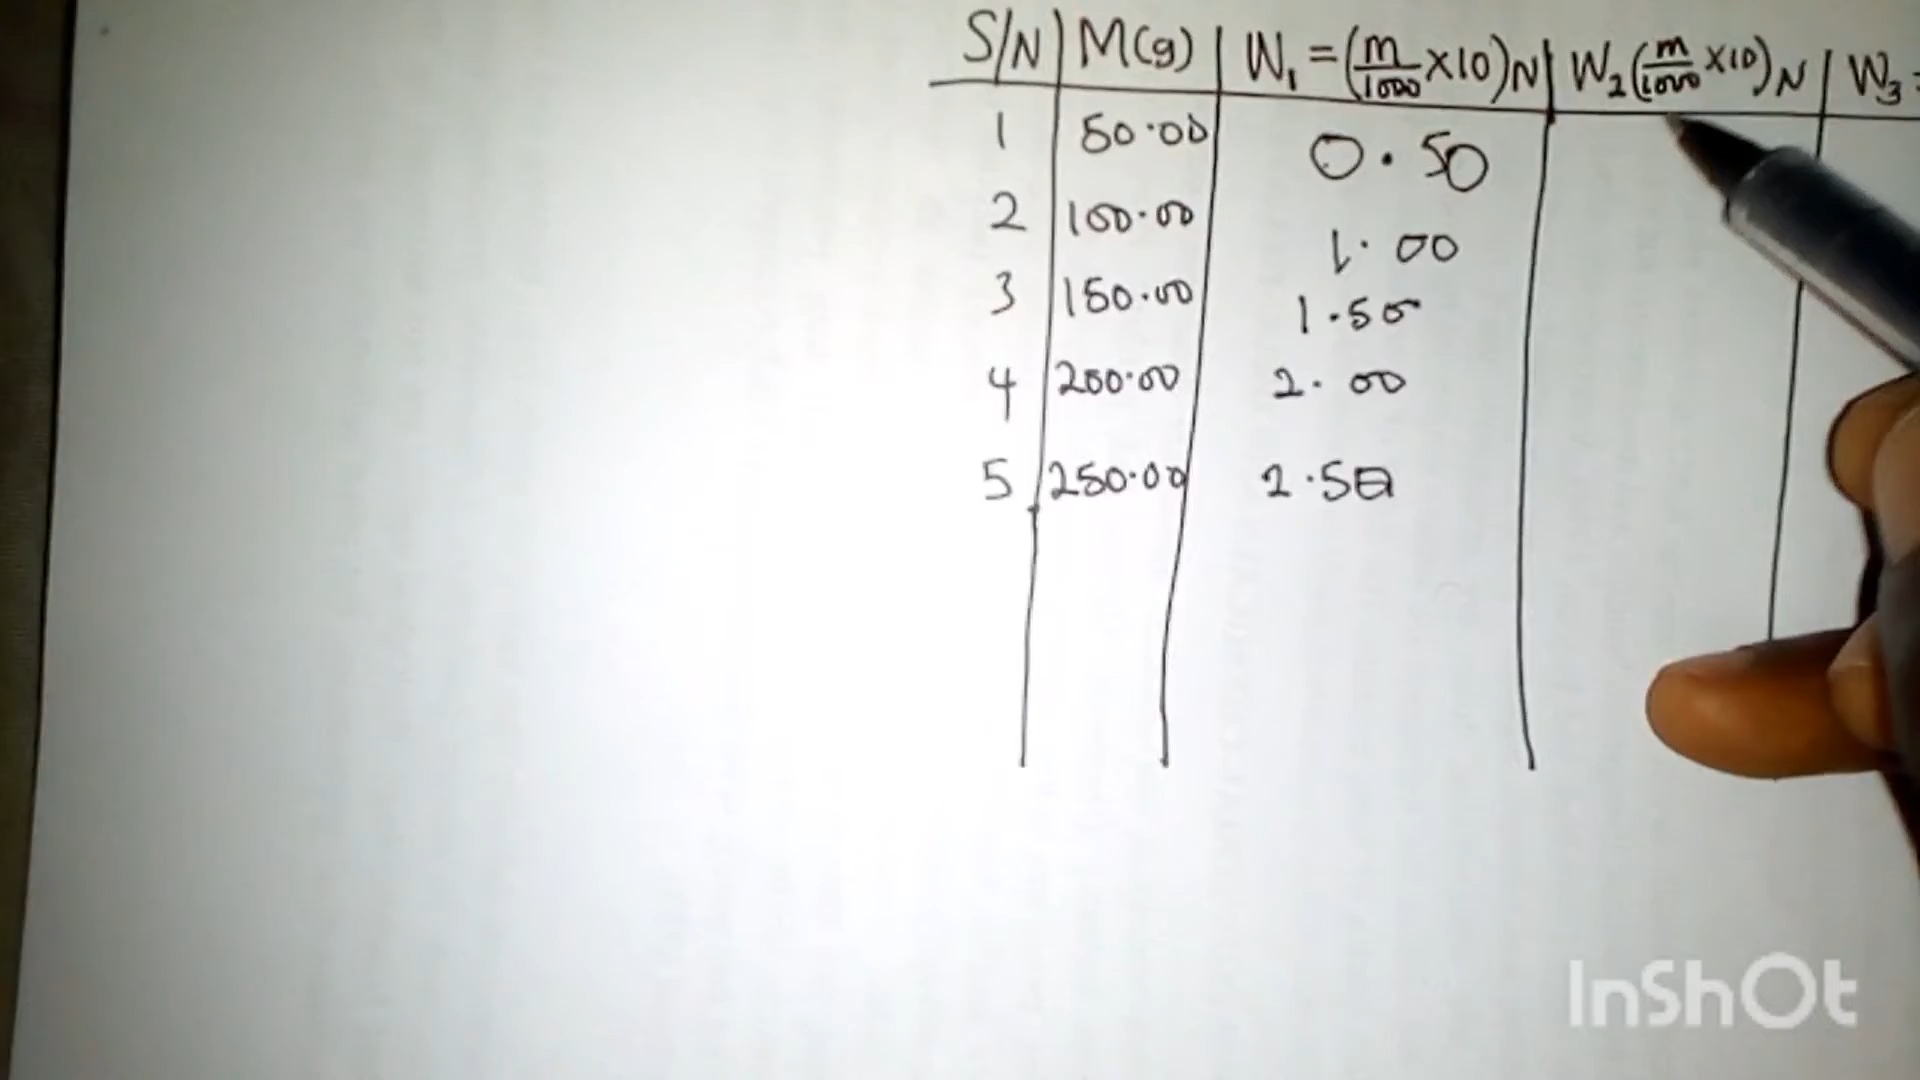 S/N M(g) W₁ = (m/1000 ×10)N W₂(m/1000 ×10)N W₃ =
1 50.00 0.50
2 100.00 1.00
3 150.00 1.50
4 200.00 2.00
5 250.00 2.50
InShOt